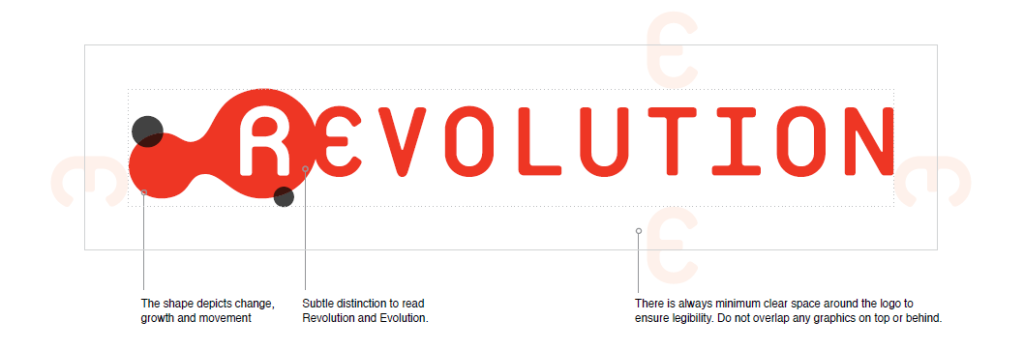 REVOLUTION
The shape depicts change,
growth and movement
Subtle distinction to read
Revolution and Evolution.
There is always minimum clear space around the logo to
ensure legibility. Do not overlap any graphics on top or behind.